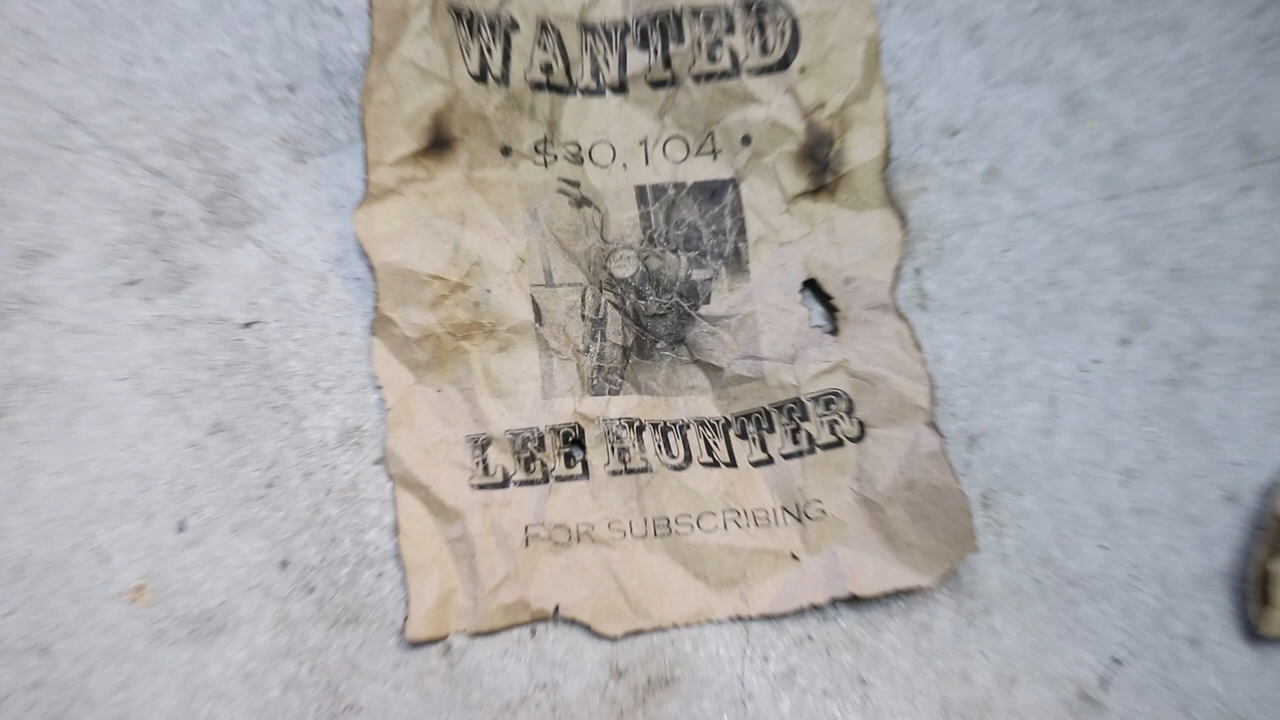 WANTED
• $30,104 •
LEE HUNTER
FOR SUBSCRIBING